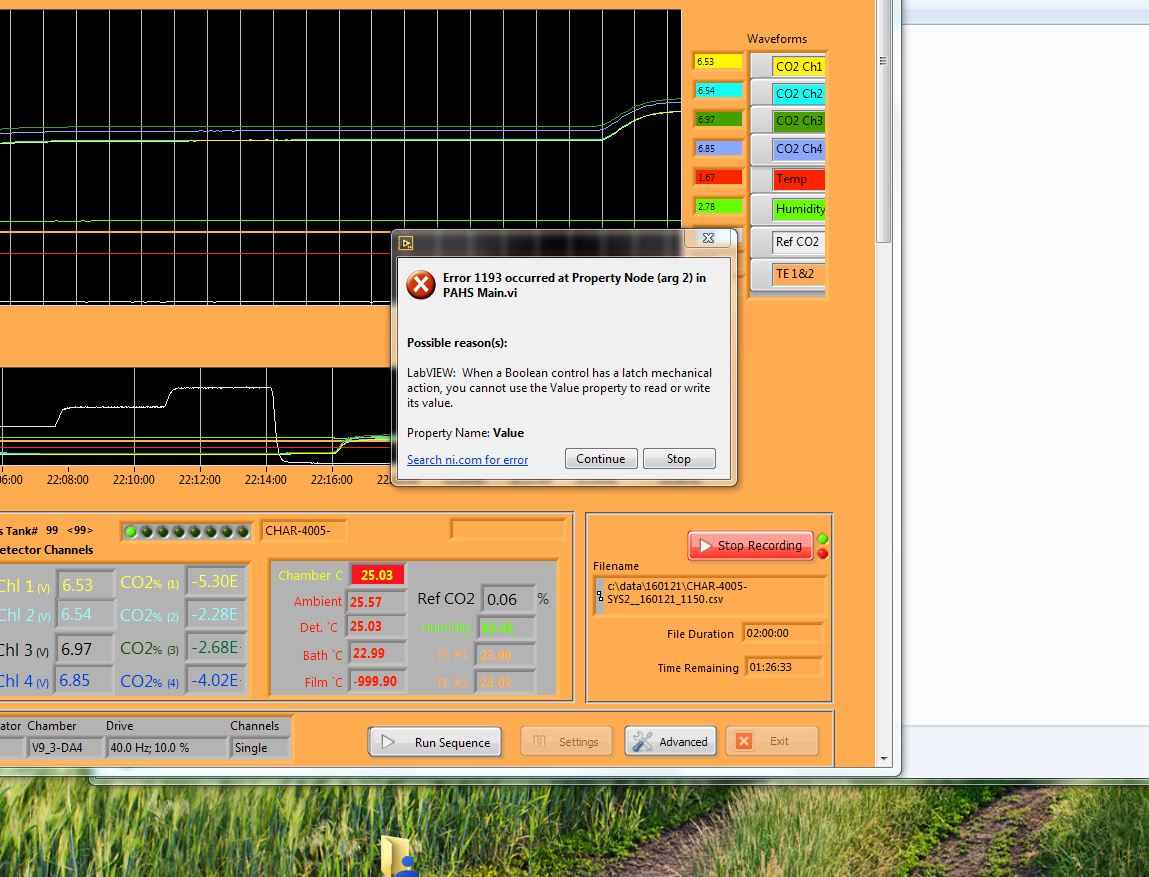 Waveforms
6.53 CO2 Ch1
6.54 CO2 Ch2
6.97 CO2 Ch3
6.85 CO2 Ch4
1.67 Temp
2.78 Humidity
Ref CO2
TE 1&2
Error 1193 occurred at Property Node (arg 2) in
PAHS Main.vi
Possible reason(s):
LabVIEW: When a Boolean control has a latch mechanical
action, you cannot use the Value property to read or write
its value.
Property Name: Value
Search ni.com for error
Continue Stop
6:00 22:08:00 22:10:00 22:12:00 22:14:00 22:16:00
s Tank# 99 <99>
CHAR-4005-
etector Channels
Chl 1 (V) 6.53 CO2% (1) -5.30E-
Chl 2 (V) 6.54 CO2% (2) -2.28E-
Chl 3 (V) 6.97 CO2% (3) -2.68E-
Chl 4 (V) 6.85 CO2% (4) -4.02E-
Chamber C 25.03
Ambient 25.57
Det. `C 25.03
Bath `C 22.99
Film `C -999.90
Ref CO2 0.06 %
Humidity
TE #1 23.96
TE #2 23.62
Stop Recording
Filename
c:\data\160121\CHAR-4005-
SYS2__160121_1150.csv
File Duration 02:00:00
Time Remaining 01:26:33
ator Chamber Drive Channels
V9_3-DA4 40.0 Hz; 10.0 % Single
Run Sequence Settings Advanced Exit